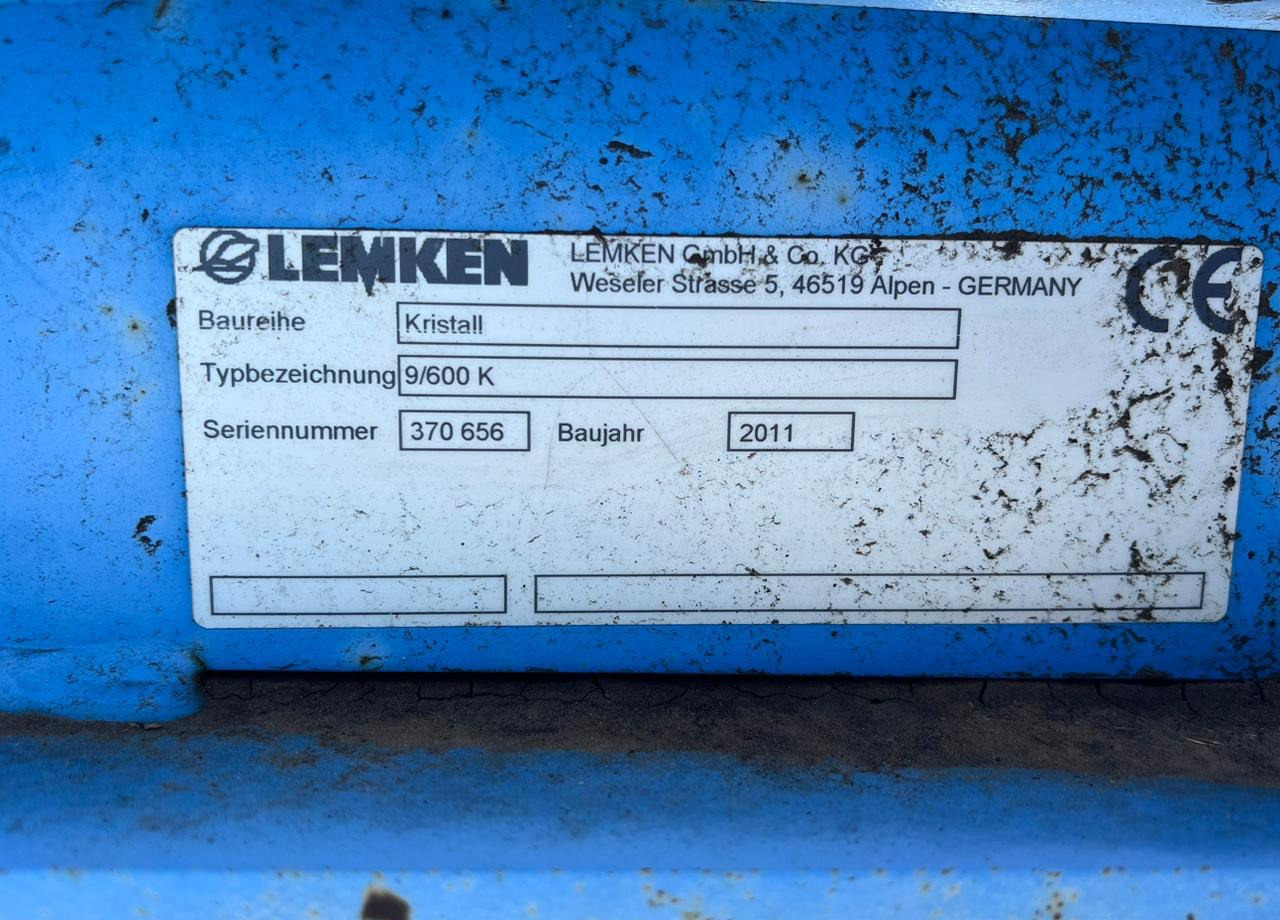 LEMKEN
LEMKEN GmbH & Co. KG
Weseler Strasse 5, 46519 Alpen - GERMANY
CE
Baureihe Kristall
Typbezeichnung 9/600 K
Seriennummer 370 656 Baujahr 2011